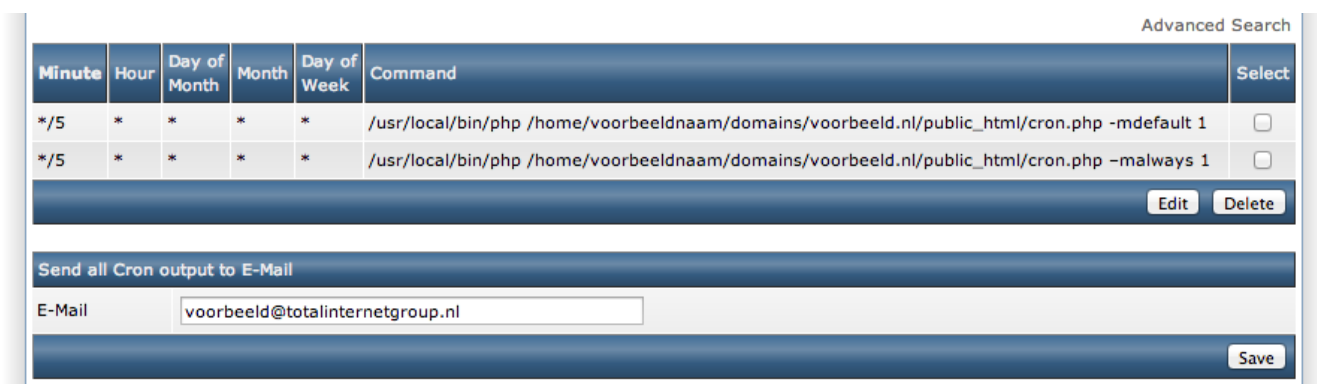 Advanced Search
Minute Hour Day of Month Month Day of Week Command Select
*/5 * * * * /usr/local/bin/php /home/voorbeeldnaam/domains/voorbeeld.nl/public_html/cron.php -mdefault 1
*/5 * * * * /usr/local/bin/php /home/voorbeeldnaam/domains/voorbeeld.nl/public_html/cron.php –malways 1
Edit Delete
Send all Cron output to E-Mail
E-Mail voorbeeld@totalinternetgroup.nl
Save